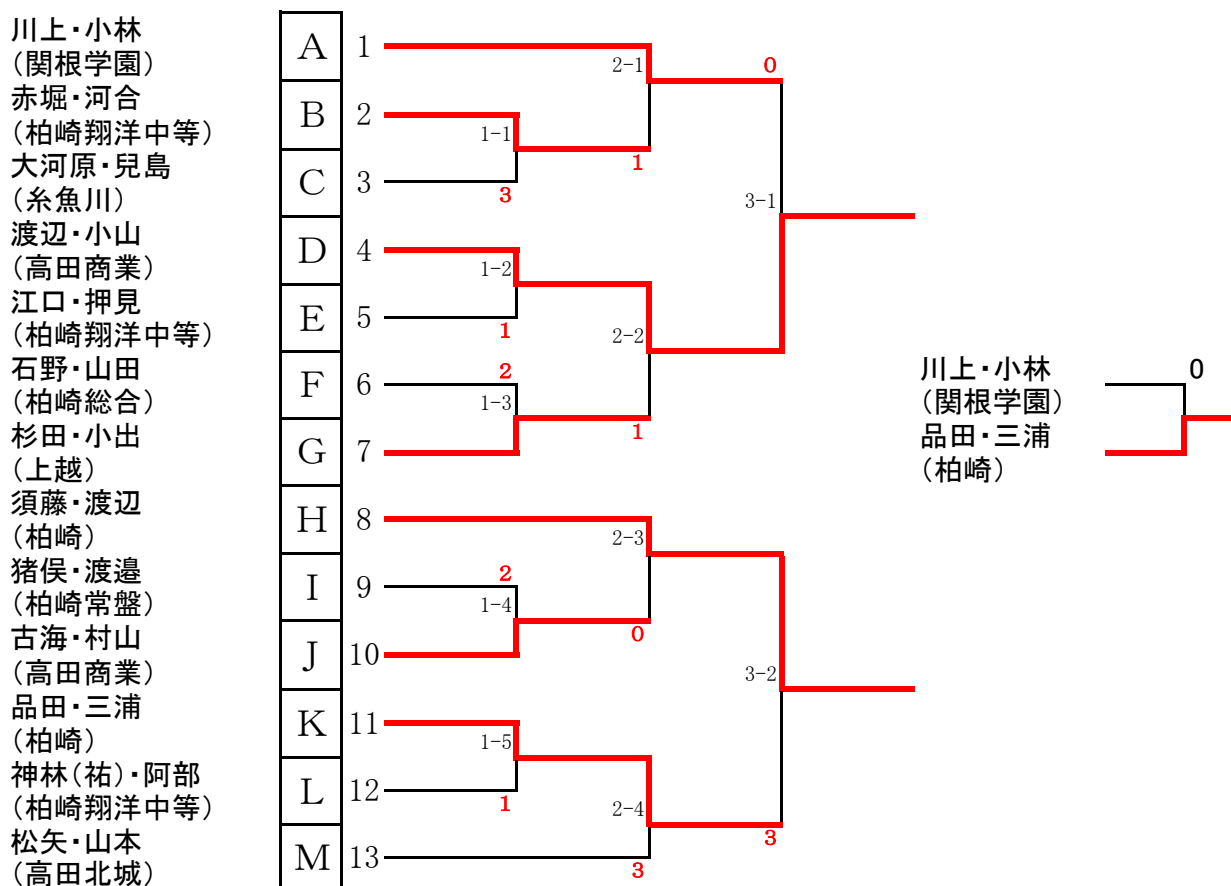 川上・小林
(関根学園)
A 1
赤堀・河合
(柏崎翔洋中等)
B 2
大河原・兒島
(糸魚川)
C 3
渡辺・小山
(高田商業)
D 4
江口・押見
(柏崎翔洋中等)
E 5
石野・山田
(柏崎総合)
F 6
杉田・小出
(上越)
G 7
須藤・渡辺
(柏崎)
H 8
猪俣・渡邉
(柏崎常盤)
I 9
古海・村山
(高田商業)
J 10
品田・三浦
(柏崎)
K 11
神林(祐)・阿部
(柏崎翔洋中等)
L 12
松矢・山本
(高田北城)
M 13
1-1
3
1-2
1
2
1-3
2
1-4
1-5
1
2-1
1
2-2
1
2-3
0
2-4
3
0
3-1
3-2
3
川上・小林
(関根学園)
0
品田・三浦
(柏崎)